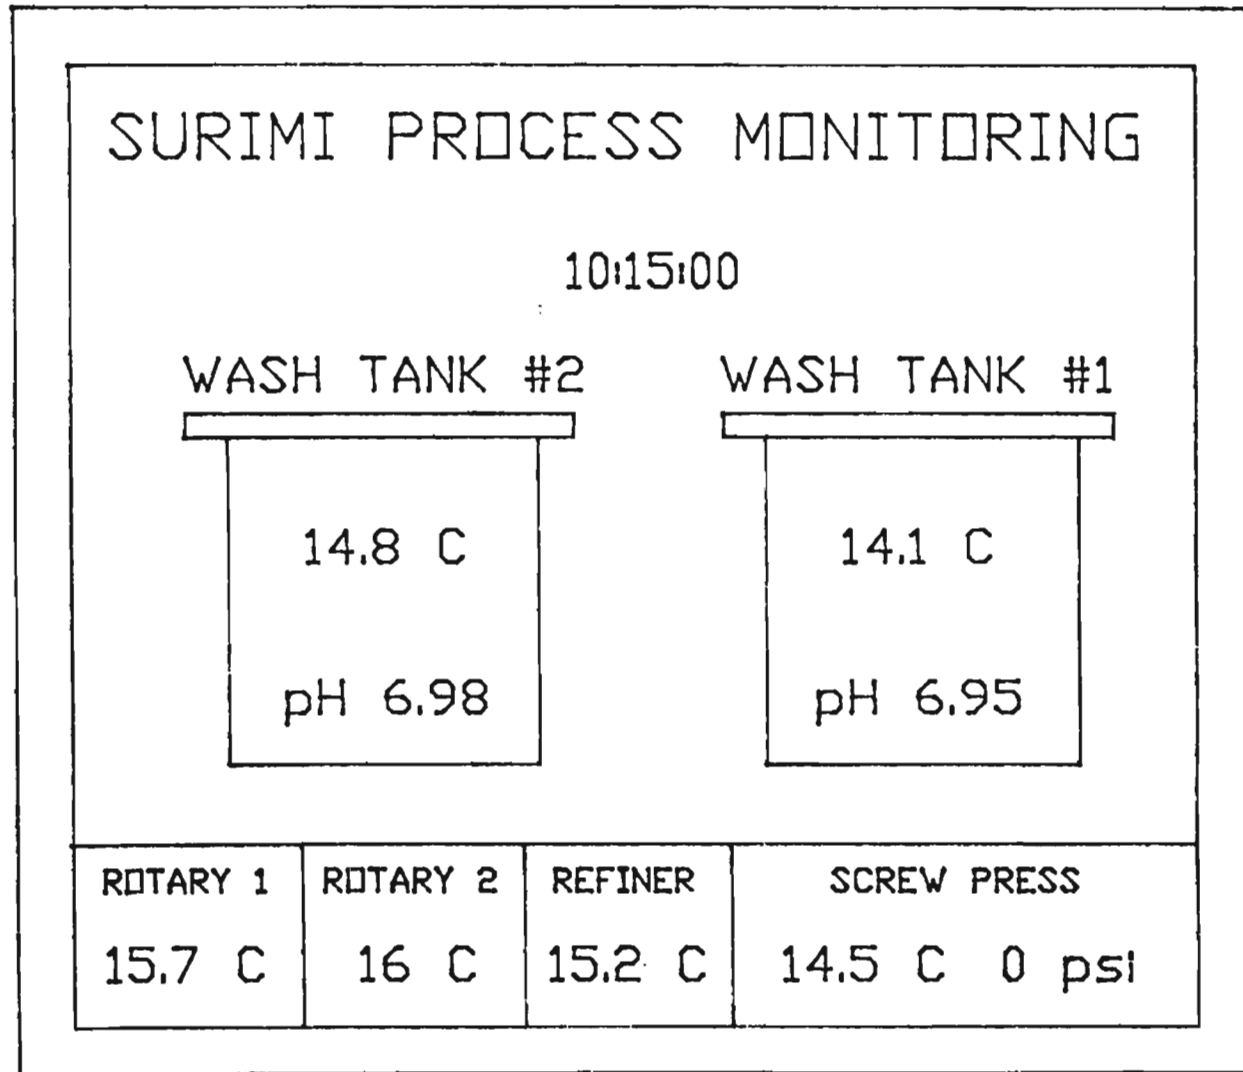 SURIMI PROCESS MONITORING
10:15:00
WASH TANK #2 WASH TANK #1
14.8 C 14.1 C
pH 6.98 pH 6.95
ROTARY 1 ROTARY 2 REFINER SCREW PRESS
15.7 C 16 C 15.2 C 14.5 C 0 psi